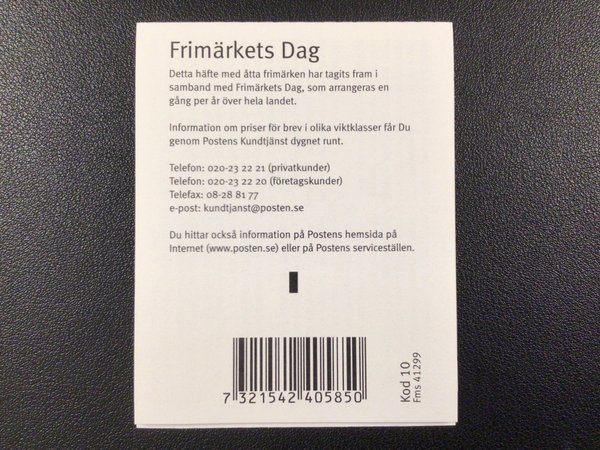 Frimärkets Dag
Detta häfte med åtta frimärken har tagits fram i
samband med Frimärkets Dag, som arrangeras en
gång per år över hela landet.
Information om priser för brev i olika viktklasser får Du
genom Postens Kundtjänst dygnet runt.
Telefon: 020-23 22 21 (privatkunder)
Telefon: 020-23 22 20 (företagskunder)
Telefax: 08-28 81 77
e-post: kundtjanst@posten.se
Du hittar också information på Postens hemsida på
Internet (www.posten.se) eller på Postens serviceställen.
7 321542 405850
Kod 10
Fms 41299